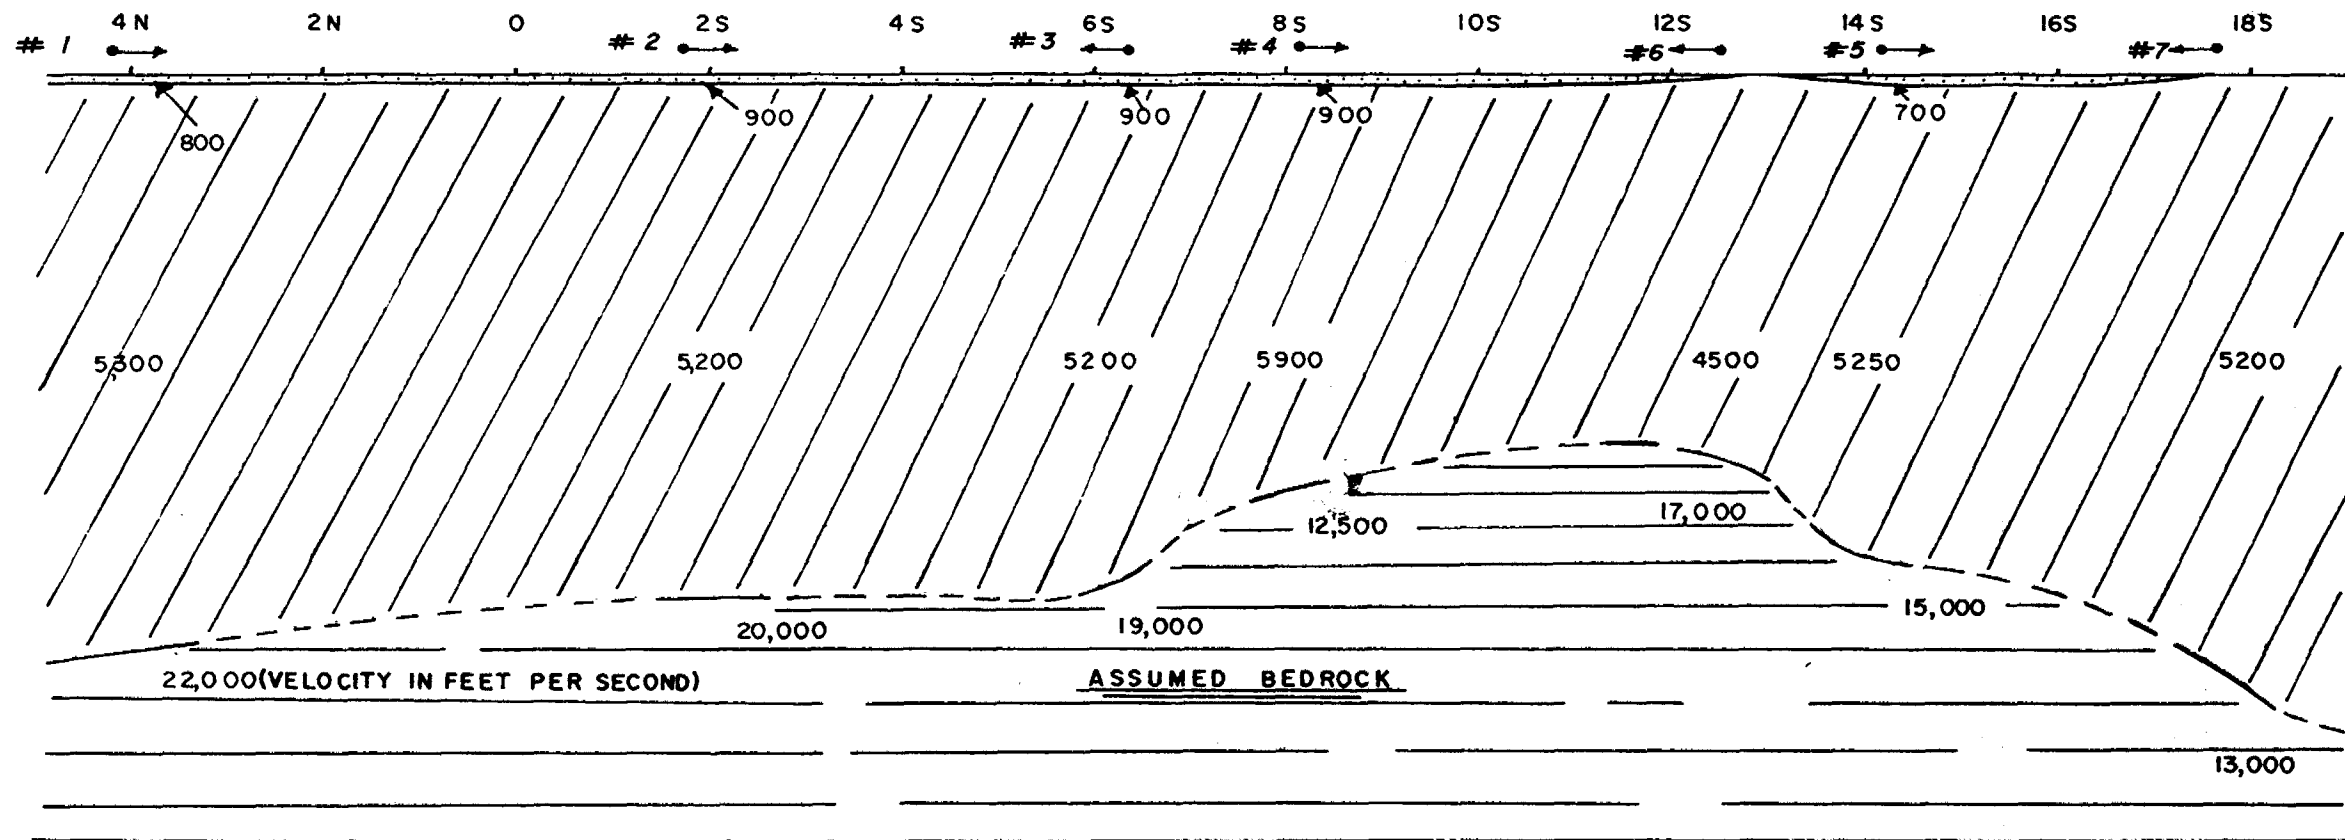 4N 2N 0 2S 4S 6S 8S 10S 12S 14S 16S 18S
# 1 # 2 # 3 # 4 #6 #5 #7
800 900 900 900 700
5,300 5,200 5200 5900 4500 5250 5200
12,500 17,000
20,000 19,000 15,000
22,000(VELOCITY IN FEET PER SECOND) ASSUMED BEDROCK
13,000